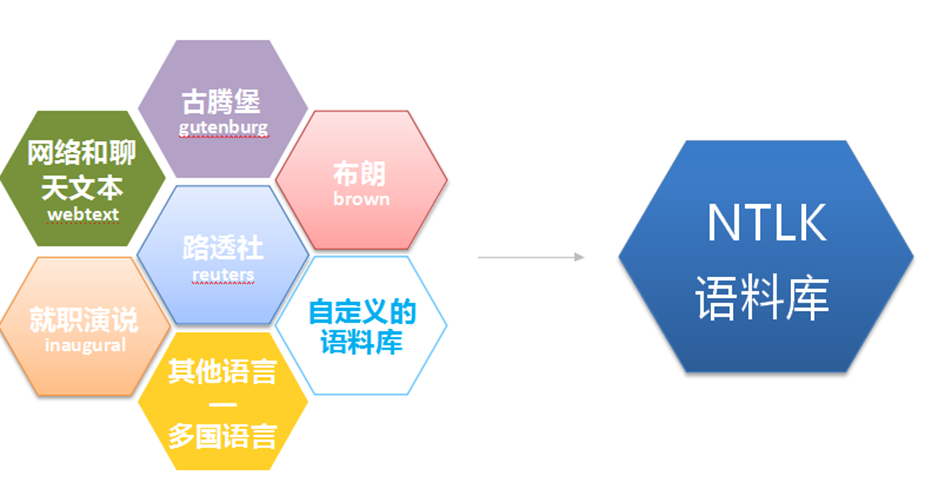 古腾堡
gutenburg
网络和聊
天文本
webtext
布朗
brown
路透社
reuters
就职演说
inaugural
自定义的
语料库
其他语言
—
多国语言
NTLK
语料库